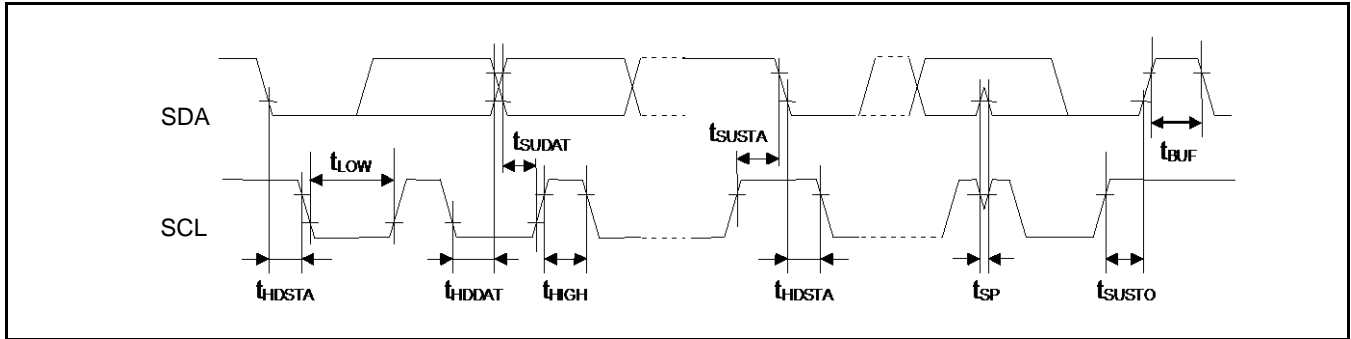 SDA
tSUDAT
tSUSTA
tBUF
tLOW
SCL
tHDSTA
tHDDAT
tHIGH
tHDSTA
tSP
tSUSTO